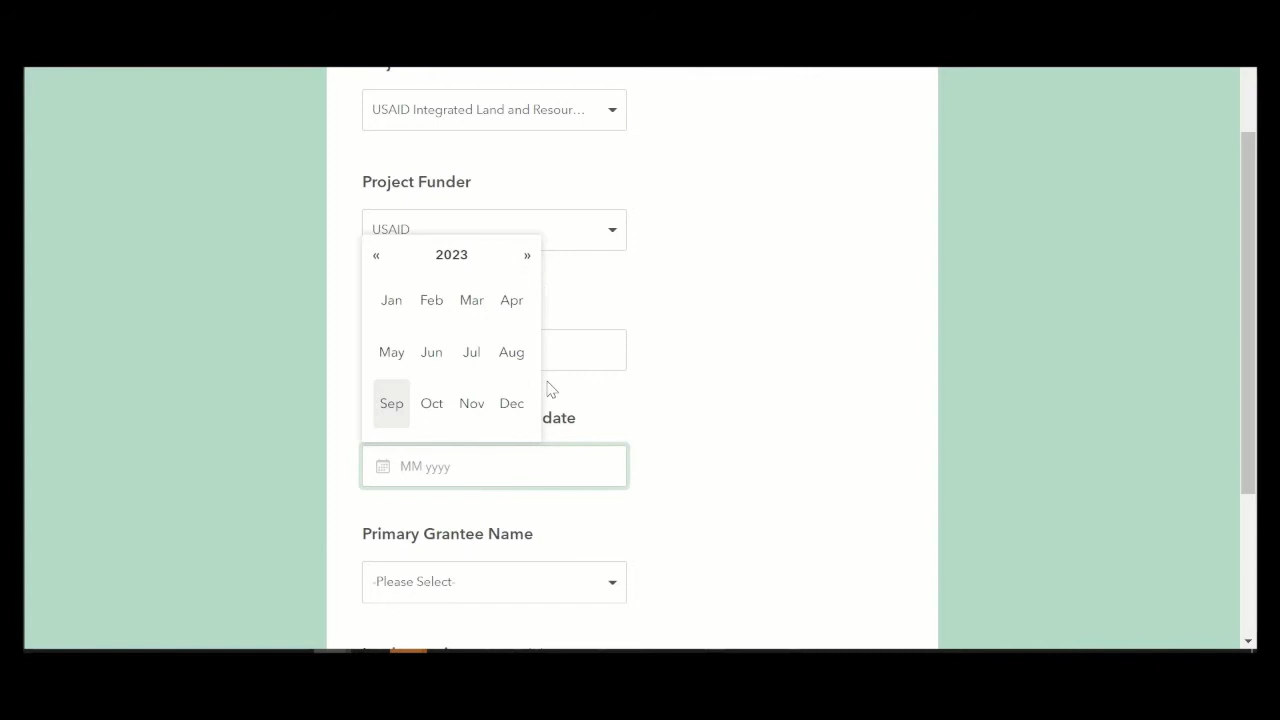 USAID Integrated Land and Resour...
Project Funder
USAID
« 2023 »
Jan Feb Mar Apr
May Jun Jul Aug
Sep Oct Nov Dec
date
MM yyyy
Primary Grantee Name
-Please Select-